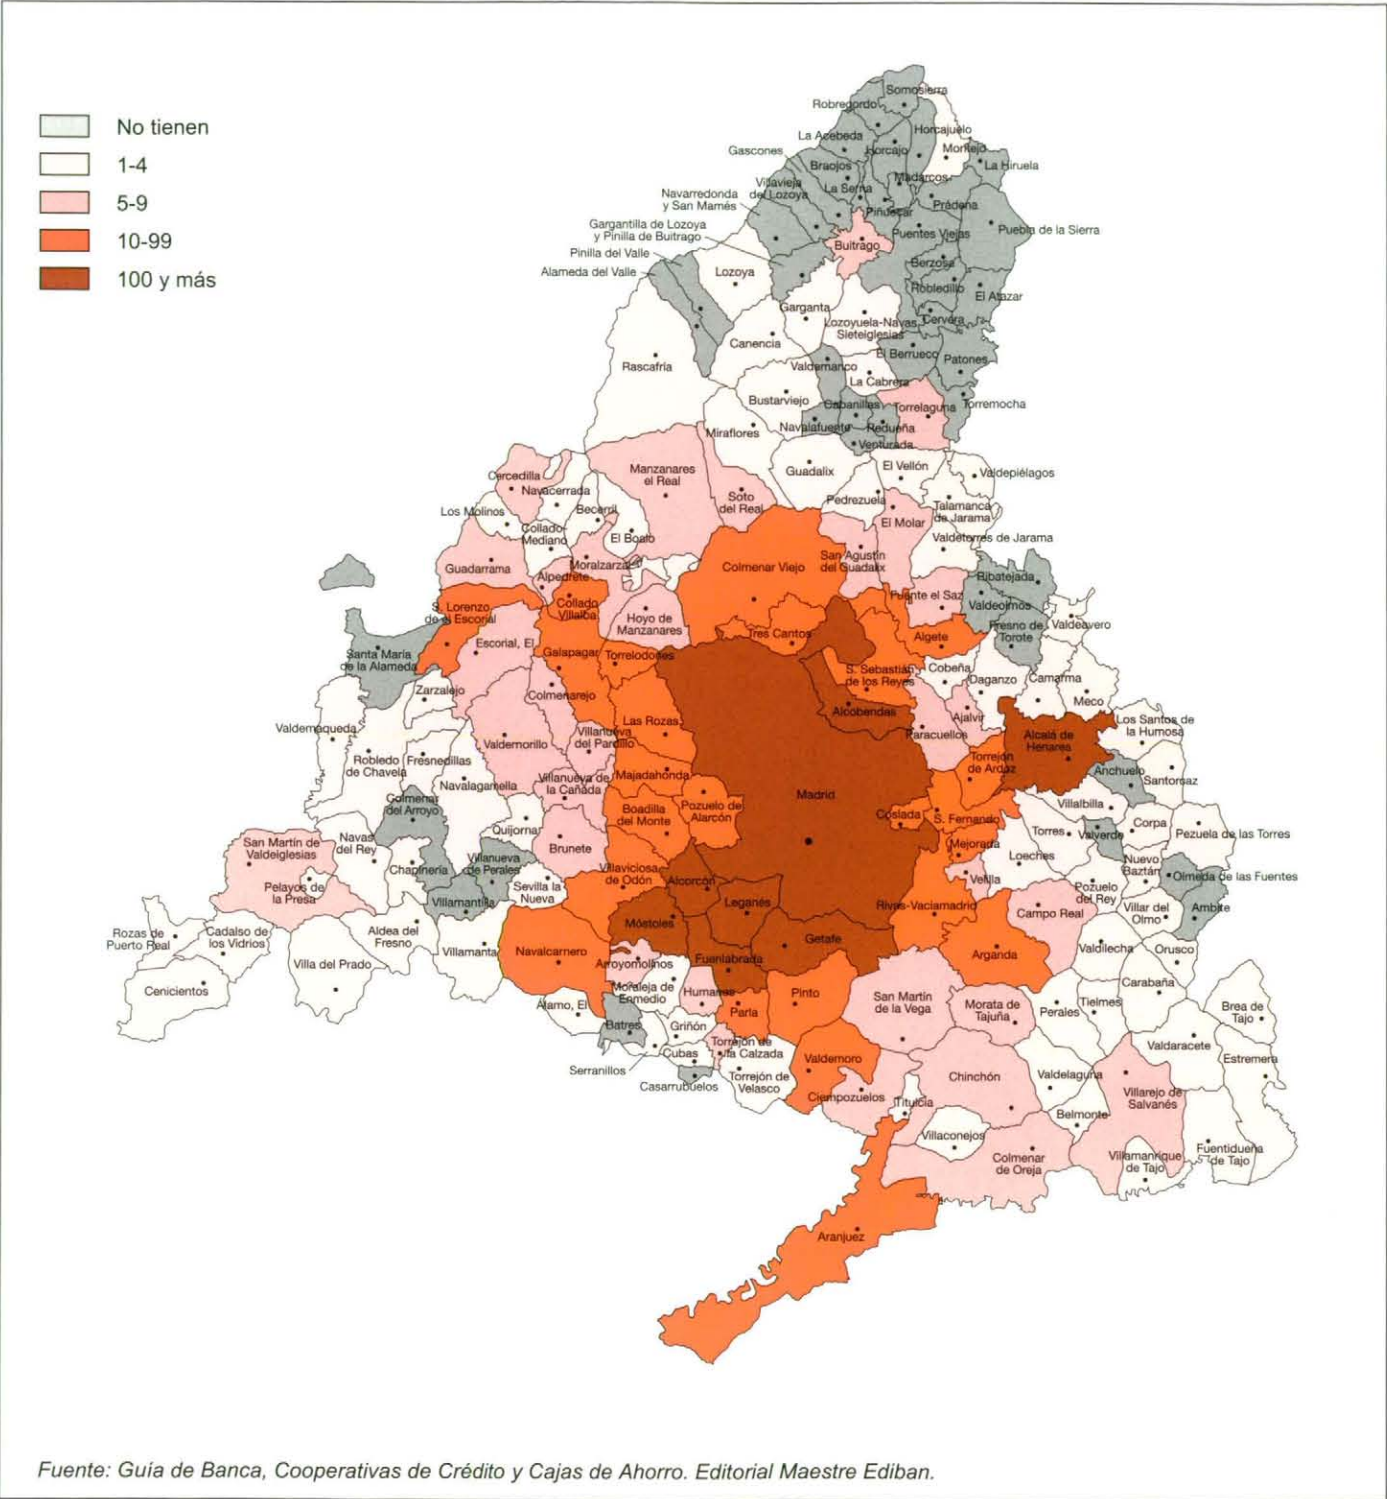 No tienen
1-4
5-9
10-99
100 y más
Somosierra
Robregordo
Horcajuelo
La Acebeda
Horcajo
Montejo
Gascones
Braojos
La Hiruela
Madarcos
Villavieja
del Lozoya
La Serna
Navarredonda
y San Mamés
Prádena
Piñuecar
Gargantilla de Lozoya
y Pinilla de Buitrago
Puentes Viejas
Puebla de la Sierra
Buitrago
Pinilla del Valle
Berzosa
Alameda del Valle
Lozoya
Robledillo
El Atazar
Garganta
Lozoyuela-Navas
Sieteiglesias
Cervera
Canencia
El Berrueco
Patones
Rascafría
Valdemanco
La Cabrera
Bustarviejo
Cabanillas
Torrelaguna
Torremocha
Navalafuente
Redueña
Miraflores
Venturada
Manzanares
el Real
Guadalix
El Vellón
Valdepiélagos
Cercedilla
Navacerrada
Soto
del Real
Pedrezuela
Talamanca
de Jarama
Los Molinos
Becerril
El Molar
Collado-
Mediano
El Boalo
Valdetorres de Jarama
Guadarrama
Moralzarzal
Colmenar Viejo
San Agustín
del Guadalix
Alpedrete
Ribatejada
S. Lorenzo
de el Escorial
Collado
Villalba
Puente el Saz
Valdeolmos
Hoyo de
Manzanares
Fresno de
Torote
Valdeavero
Tres Cantos
Algete
Escorial, El
Galapagar
Torrelodones
Santa María
de la Alameda
S. Sebastián
de los Reyes
Cobeña
Daganzo
Camarma
Zarzalejo
Colmenarejo
Meco
Alcobendas
Ajalvir
Valdemaqueda
Las Rozas
Los Santos de
la Humosa
Valdemorillo
Villanueva
del Pardillo
Paracuellos
Alcalá de
Henares
Robledo
de Chavela
Fresnedillas
Torrejón
de Ardoz
Anchuelo
Santorcaz
Navalagamella
Villanueva de
la Cañada
Majadahonda
Madrid
Colmenar
del Arroyo
Boadilla
del Monte
Pozuelo de
Alarcón
Villalbilla
Quijorna
Coslada
S. Fernando
Torres
Valverde
Corpa
Pezuela de las Torres
San Martín de
Valdeiglesias
Navas
del Rey
Brunete
Mejorada
Loeches
Chapinería
Villanueva
de Perales
Nuevo
Baztán
Olmeda de las Fuentes
Pelayos de
la Presa
Sevilla la
Nueva
Villaviciosa
de Odón
Alcorcón
Velilla
Pozuelo
del Rey
Villamantilla
Leganés
Rivas-Vaciamadrid
Campo Real
Villar del
Olmo
Ambite
Rozas de
Puerto Real
Cadalso de
los Vidrios
Aldea del
Fresno
Móstoles
Getafe
Villamanta
Navalcarnero
Arganda
Valdilecha
Orusco
Villa del Prado
Arroyomolinos
Fuenlabrada
Cenicientos
Moraleja de
Enmedio
Humanes
Pinto
San Martín
de la Vega
Morata de
Tajuña
Carabaña
Álamo, El
Parla
Perales
Tielmes
Brea de
Tajo
Batres
Griñón
Torrejón de
la Calzada
Valdaracete
Cubas
Valdemoro
Estremera
Serranillos
Chinchón
Valdelaguna
Casarrubuelos
Torrejón de
Velasco
Ciempozuelos
Titulcia
Villarejo de
Salvanés
Belmonte
Villaconejos
Colmenar
de Oreja
Villamanrique
de Tajo
Fuentidueña
de Tajo
Aranjuez
Fuente: Guía de Banca, Cooperativas de Crédito y Cajas de Ahorro. Editorial Maestre Ediban.